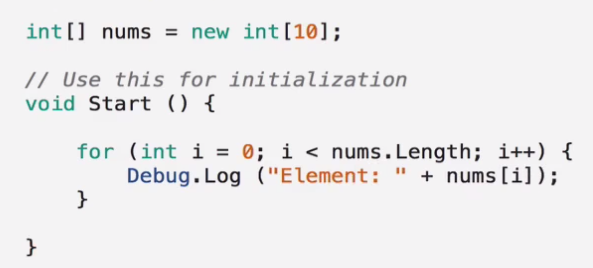 int[] nums = new int[10];
// Use this for initialization
void Start () {
for (int i = 0; i < nums.Length; i++) {
Debug.Log ("Element: " + nums[i]);
}
}